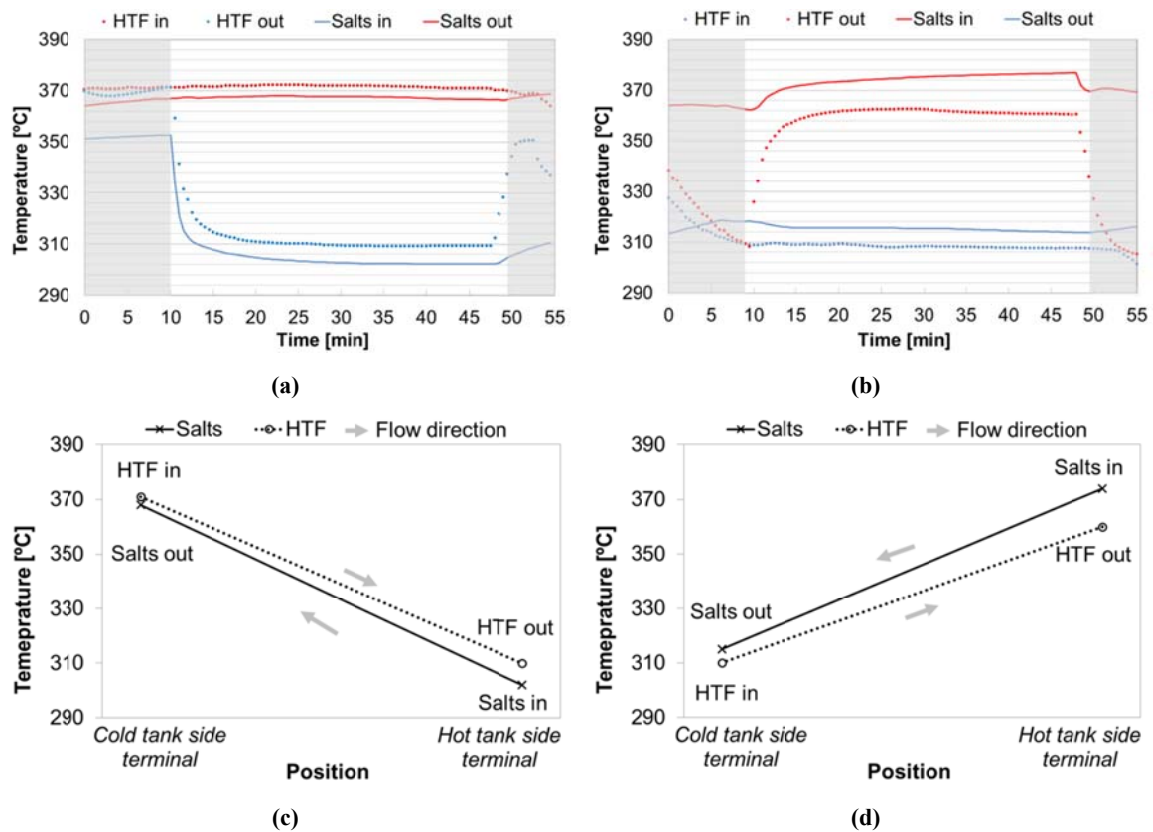 HTF in HTF out Salts in Salts out
390
370
350
330
310
290
Temperature [ºC]
0 5 10 15 20 25 30 35 40 45 50 55
Time [min]
(a)
HTF in HTF out Salts in Salts out
390
370
350
330
310
290
Temperature [ºC]
0 5 10 15 20 25 30 35 40 45 50 55
Time [min]
(b)
Salts HTF Flow direction
390
370
350
330
310
290
Temeprature [ºC]
HTF in
Salts out
HTF out
Salts in
Cold tank side
terminal
Hot tank side
terminal
Position
(c)
Salts HTF Flow direction
390
370
350
330
310
290
Temeprature [ºC]
Salts in
HTF out
Salts out
HTF in
Cold tank side
terminal
Hot tank side
terminal
Position
(d)